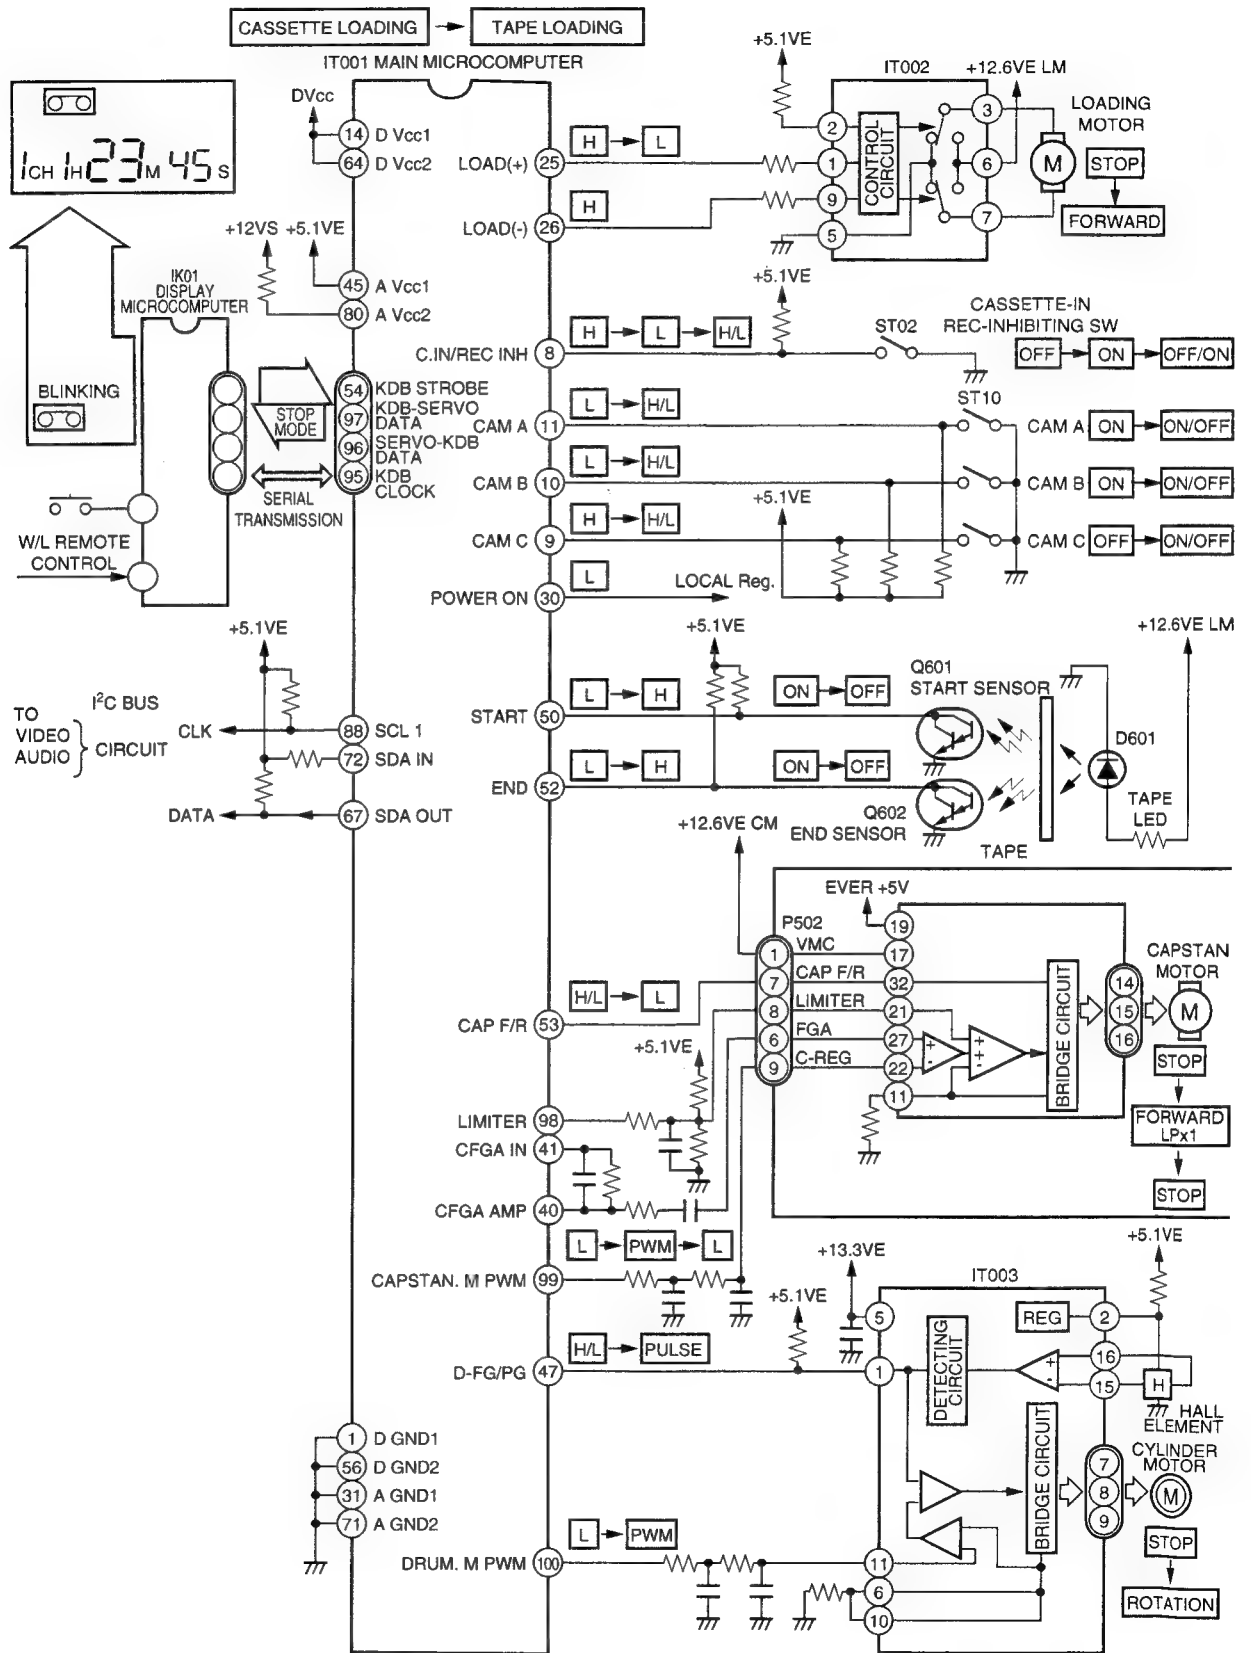 CASSETTE LOADING
TAPE LOADING
IT001 MAIN MICROCOMPUTER
1CH 1H 23M 45S
BLINKING
IK01
DISPLAY
MICROCOMPUTER
W/L REMOTE
CONTROL
STOP
MODE
SERIAL
TRANSMISSION
DVcc
14 D Vcc1
64 D Vcc2
+12VS +5.1VE
45 A Vcc1
80 A Vcc2
54 KDB STROBE
97 KDB-SERVO
DATA
96 SERVO-KDB
DATA
95 KDB
CLOCK
+5.1VE
TO
VIDEO
AUDIO
CIRCUIT
I²C BUS
CLK
88 SCL 1
72 SDA IN
DATA
67 SDA OUT
1 D GND1
56 D GND2
31 A GND1
71 A GND2
LOAD(+) 25
H L
LOAD(-) 26
H
+5.1VE
IT002
+12.6VE LM
2
1
9
5
CONTROL
CIRCUIT
3
6
7
LOADING
MOTOR
M
STOP
FORWARD
C.IN/REC INH 8
H L H/L
+5.1VE
ST02
CASSETTE-IN
REC-INHIBITING SW
OFF ON OFF/ON
CAM A 11
L H/L
ST10
CAM A ON ON/OFF
CAM B 10
L H/L
CAM B ON ON/OFF
+5.1VE
CAM C 9
H H/L
CAM C OFF ON/OFF
POWER ON 30
L
LOCAL Reg.
+5.1VE
+12.6VE LM
START 50
L H
ON OFF
Q601
START SENSOR
END 52
L H
ON OFF
Q602
END SENSOR
D601
TAPE
LED
TAPE
+12.6VE CM
EVER +5V
P502
1 VMC 17
7 CAP F/R 32
8 LIMITER 21
6 FGA 27
9 C-REG 22
19
11
+
-
+
-+
BRIDGE CIRCUIT
14
15
16
CAPSTAN
MOTOR
M
STOP
FORWARD
LPx1
STOP
CAP F/R 53
H/L L
+5.1VE
LIMITER 98
CFGA IN 41
CFGA AMP 40
CAPSTAN. M PWM 99
L PWM L
D-FG/PG 47
H/L PULSE
+5.1VE
+13.3VE
IT003
+5.1VE
5
1
DETECTING
CIRCUIT
REG
2
16
15
+
-
H
HALL
ELEMENT
BRIDGE CIRCUIT
7
8
9
CYLINDER
MOTOR
M
STOP
ROTATION
DRUM. M PWM 100
L PWM
11
6
10